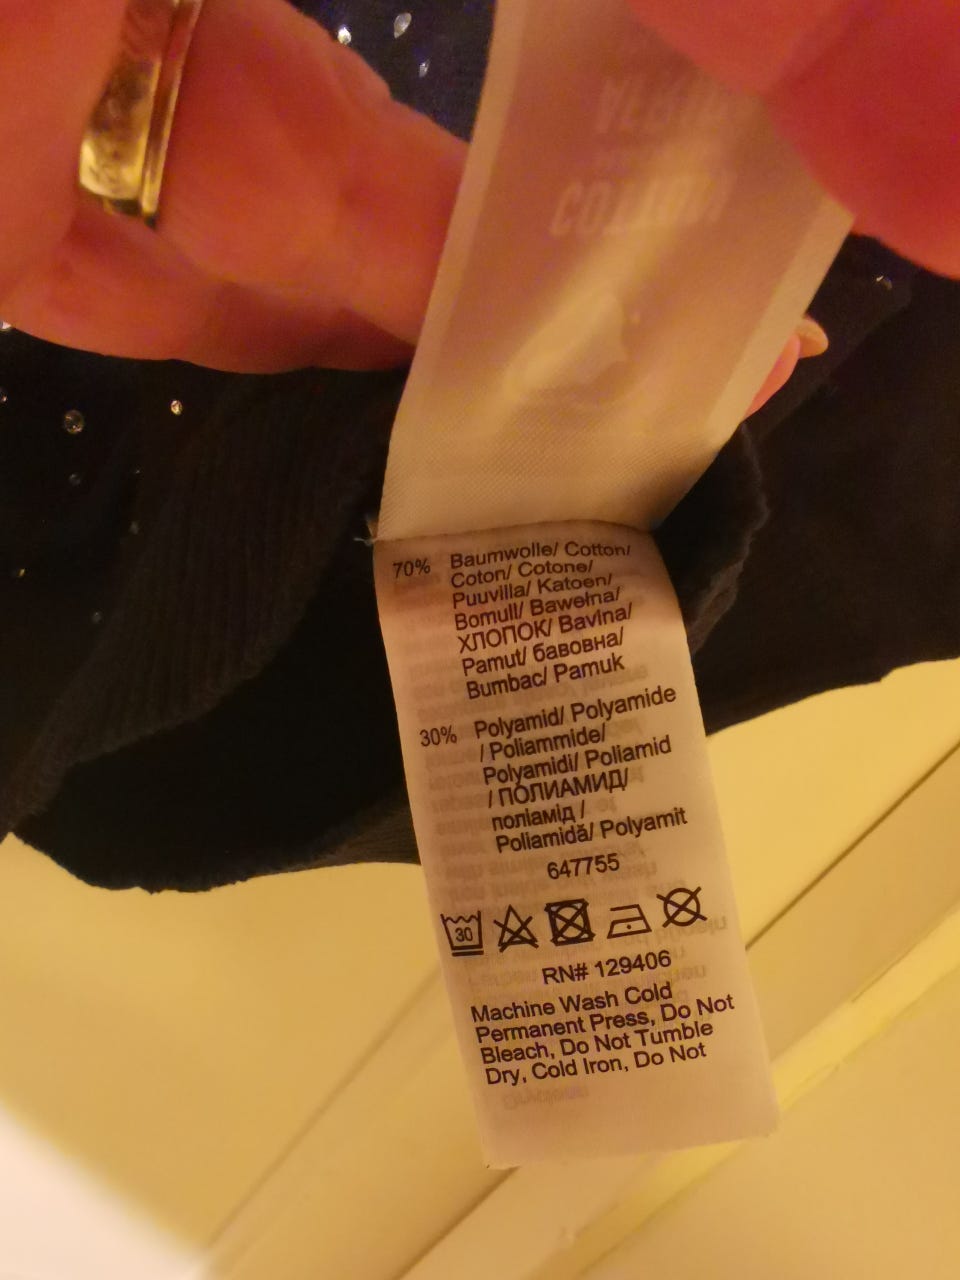 70% Baumwolle/ Cotton/
Coton/ Cotone/
Puuvilla/ Katoen/
Bomull/ Bawełna/
ХЛОПОК/ Bavlna/
Pamut/ бавовна/
Bumbac/ Pamuk
30% Polyamid/ Polyamide
/ Poliammide/
Polyamidi/ Poliamid
/ ПОЛИАМИД/
поліамід /
Poliamidă/ Polyamit
647755
30
RN# 129406
Machine Wash Cold
Permanent Press, Do Not
Bleach, Do Not Tumble
Dry, Cold Iron, Do Not